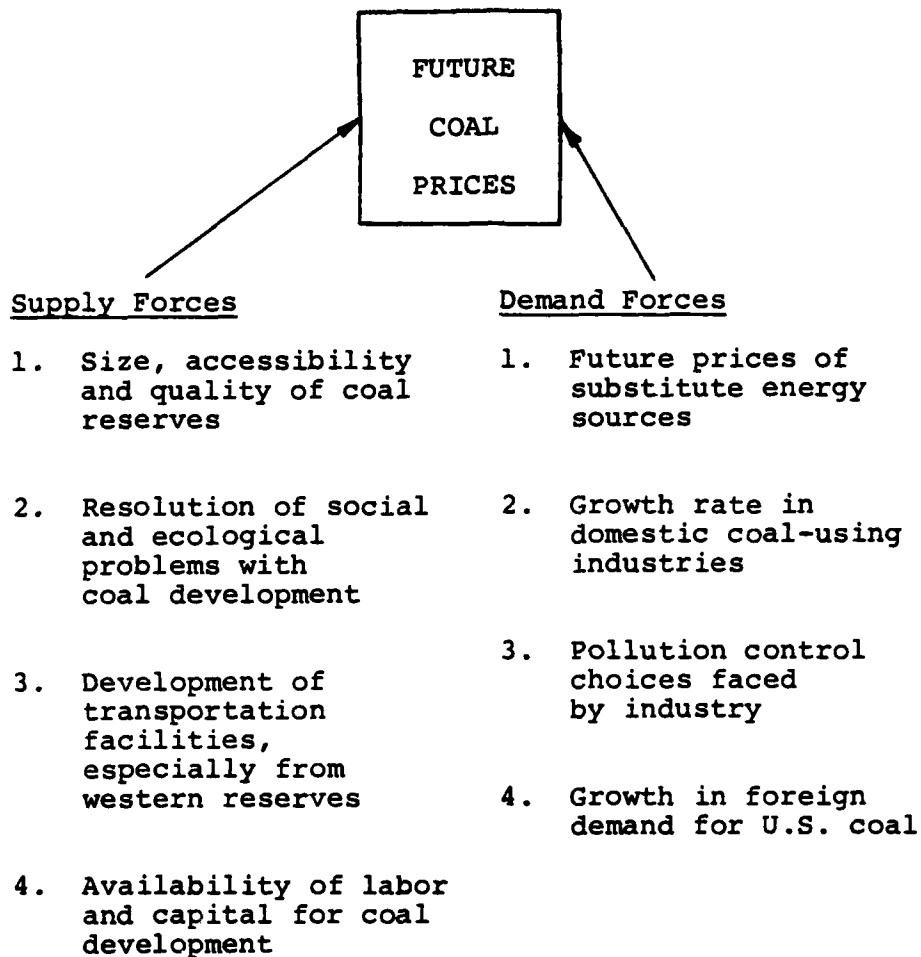 FUTURE
COAL
PRICES
Supply Forces
1. Size, accessibility
and quality of coal
reserves
2. Resolution of social
and ecological
problems with
coal development
3. Development of
transportation
facilities,
especially from
western reserves
4. Availability of labor
and capital for coal
development
Demand Forces
1. Future prices of
substitute energy
sources
2. Growth rate in
domestic coal-using
industries
3. Pollution control
choices faced
by industry
4. Growth in foreign
demand for U.S. coal